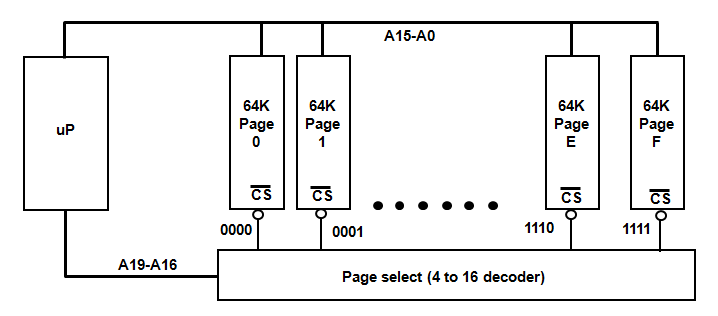 A15-A0
uP
64K
Page
0
CS
64K
Page
1
CS
64K
Page
E
CS
64K
Page
F
CS
0000
0001
1110
1111
A19-A16
Page select (4 to 16 decoder)